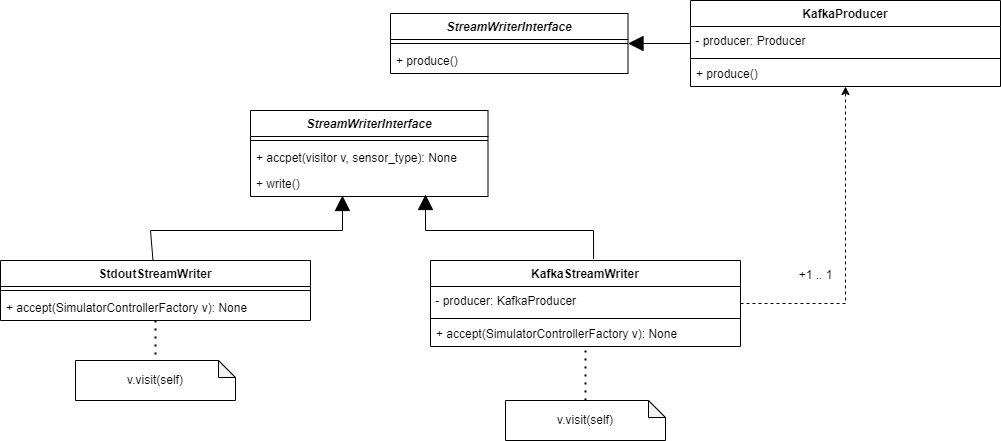 StreamWriterInterface
+ produce()
KafkaProducer
- producer: Producer
+ produce()
StreamWriterInterface
+ accpet(visitor v, sensor_type): None
+ write()
StdoutStreamWriter
+ accept(SimulatorControllerFactory v): None
v.visit(self)
KafkaStreamWriter
- producer: KafkaProducer
+ accept(SimulatorControllerFactory v): None
v.visit(self)
+1 .. 1